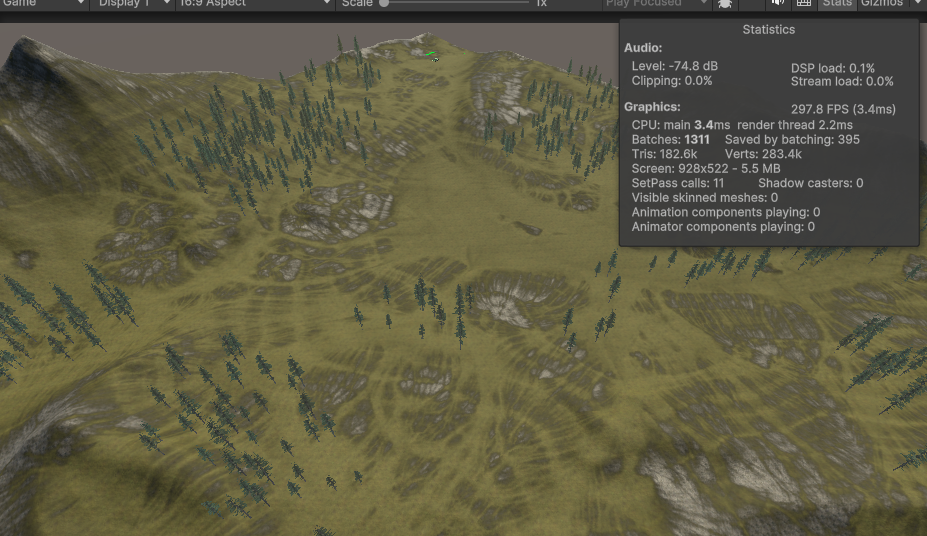 Game Display 1 16:9 Aspect Scale 1x Play Focused Stats Gizmos
Statistics
Audio:
Level: -74.8 dB DSP load: 0.1%
Clipping: 0.0% Stream load: 0.0%
Graphics: 297.8 FPS (3.4ms)
CPU: main 3.4ms render thread 2.2ms
Batches: 1311 Saved by batching: 395
Tris: 182.6k Verts: 283.4k
Screen: 928x522 - 5.5 MB
SetPass calls: 11 Shadow casters: 0
Visible skinned meshes: 0
Animation components playing: 0
Animator components playing: 0